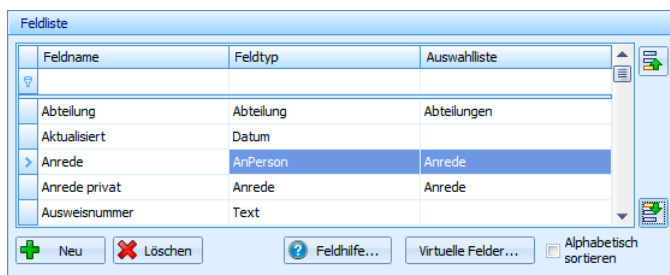 Feldliste
Feldname Feldtyp Auswahlliste
Abteilung Abteilung Abteilungen
Aktualisiert Datum
Anrede AnPerson Anrede
Anrede privat Anrede Anrede
Ausweisnummer Text
Neu Löschen Feldhilfe... Virtuelle Felder... Alphabetisch
sortieren